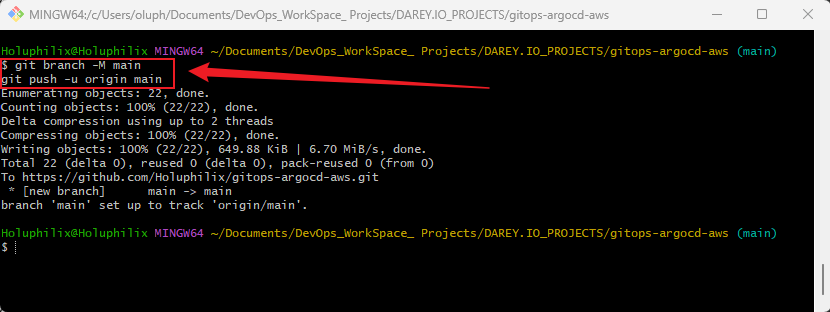 MINGW64:/c/Users/oluph/Documents/DevOps_WorkSpace_ Projects/DAREY.IO_PROJECTS/gitops-argocd-aws
Holuphilix@Holuphilix MINGW64 ~/Documents/DevOps_WorkSpace_ Projects/DAREY.IO_PROJECTS/gitops-argocd-aws (main)
$ git branch -M main
git push -u origin main
Enumerating objects: 22, done.
Counting objects: 100% (22/22), done.
Delta compression using up to 2 threads
Compressing objects: 100% (22/22), done.
Writing objects: 100% (22/22), 649.88 KiB | 6.70 MiB/s, done.
Total 22 (delta 0), reused 0 (delta 0), pack-reused 0 (from 0)
To https://github.com/Holuphilix/gitops-argocd-aws.git
 * [new branch]      main -> main
branch 'main' set up to track 'origin/main'.
Holuphilix@Holuphilix MINGW64 ~/Documents/DevOps_WorkSpace_ Projects/DAREY.IO_PROJECTS/gitops-argocd-aws (main)
$